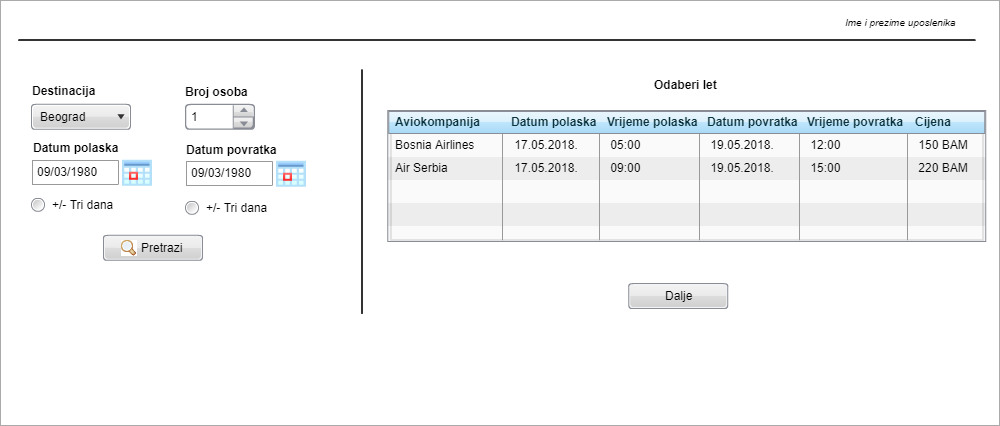 Ime i prezime uposlenika
Destinacija
Broj osoba
Beograd
1
Datum polaska
Datum povratka
09/03/1980
09/03/1980
+/- Tri dana
+/- Tri dana
Pretrazi
Odaberi let
Aviokompanija Datum polaska Vrijeme polaska Datum povratka Vrijeme povratka Cijena
Bosnia Airlines 17.05.2018. 05:00 19.05.2018. 12:00 150 BAM
Air Serbia 17.05.2018. 09:00 19.05.2018. 15:00 220 BAM
Dalje